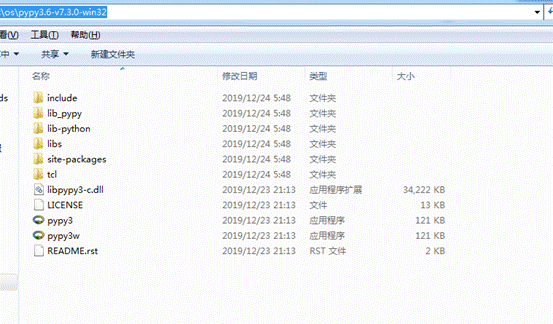 \os\pypy3.6-v7.3.0-win32
(V) 工具(T) 帮助(H)
中 共享 新建文件夹
名称 修改日期 类型 大小
include 2019/12/24 5:48 文件夹
lib_pypy 2019/12/24 5:48 文件夹
lib-python 2019/12/24 5:48 文件夹
libs 2019/12/24 5:48 文件夹
site-packages 2019/12/24 5:48 文件夹
tcl 2019/12/24 5:48 文件夹
libpypy3-c.dll 2019/12/23 21:13 应用程序扩展 34,222 KB
LICENSE 2019/12/23 21:13 文件 13 KB
pypy3 2019/12/23 21:13 应用程序 121 KB
pypy3w 2019/12/23 21:13 应用程序 121 KB
README.rst 2019/12/23 21:13 RST 文件 2 KB
ds